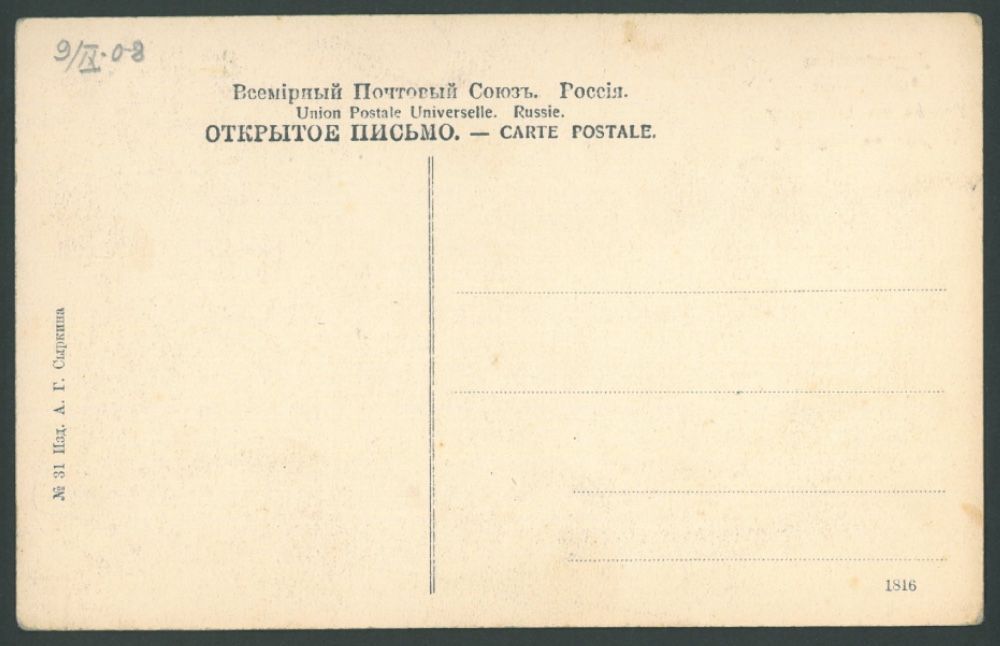 9/IX·08
Всемірный Почтовый Союзъ. Россія.
Union Postale Universelle. Russie.
ОТКРЫТОЕ ПИСЬМО. — CARTE POSTALE.
№ 31 Изд. А. Г. Сыркина
1816